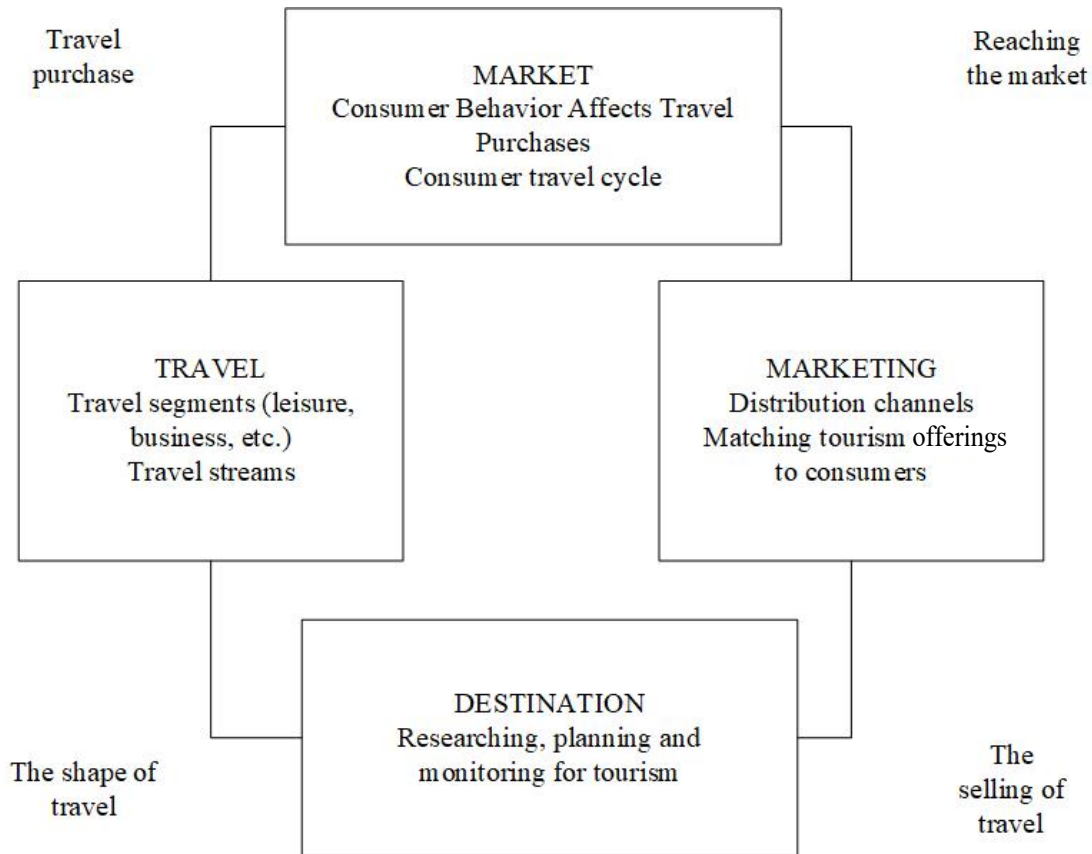 Travel
purchase
Reaching
the market
MARKET
Consumer Behavior Affects Travel
Purchases
Consumer travel cycle
TRAVEL
Travel segments (leisure,
business, etc.)
Travel streams
MARKETING
Distribution channels
Matching tourism offerings
to consumers
DESTINATION
Researching, planning and
monitoring for tourism
The shape of
travel
The
selling of
travel